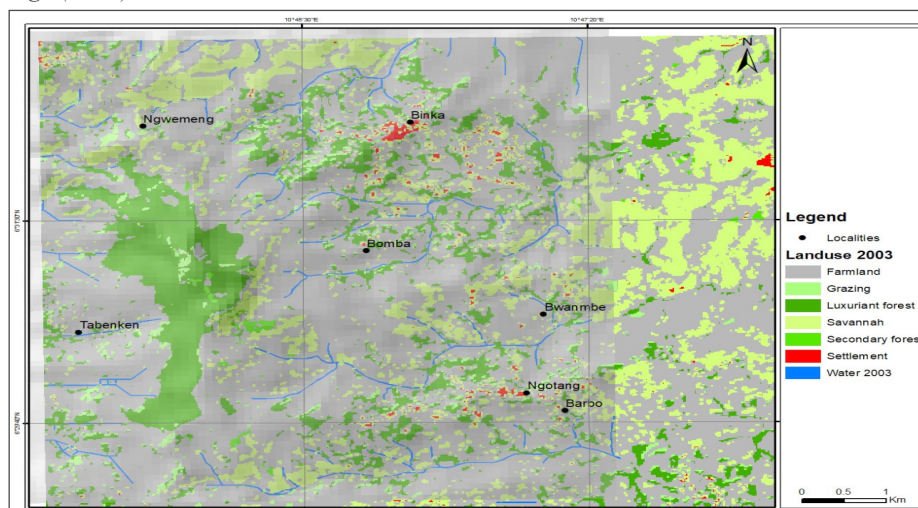 10°45'30"E
10°47'20"E
N
Ngwemeng
Binka
Bomba
Bwanmbe
Tabenken
Ngotang
Barbo
Legend
Localities
Landuse 2003
Farmland
Grazing
Luxuriant forest
Savannah
Secondary fores
Settlement
Water 2003
0 0.5 1
Km